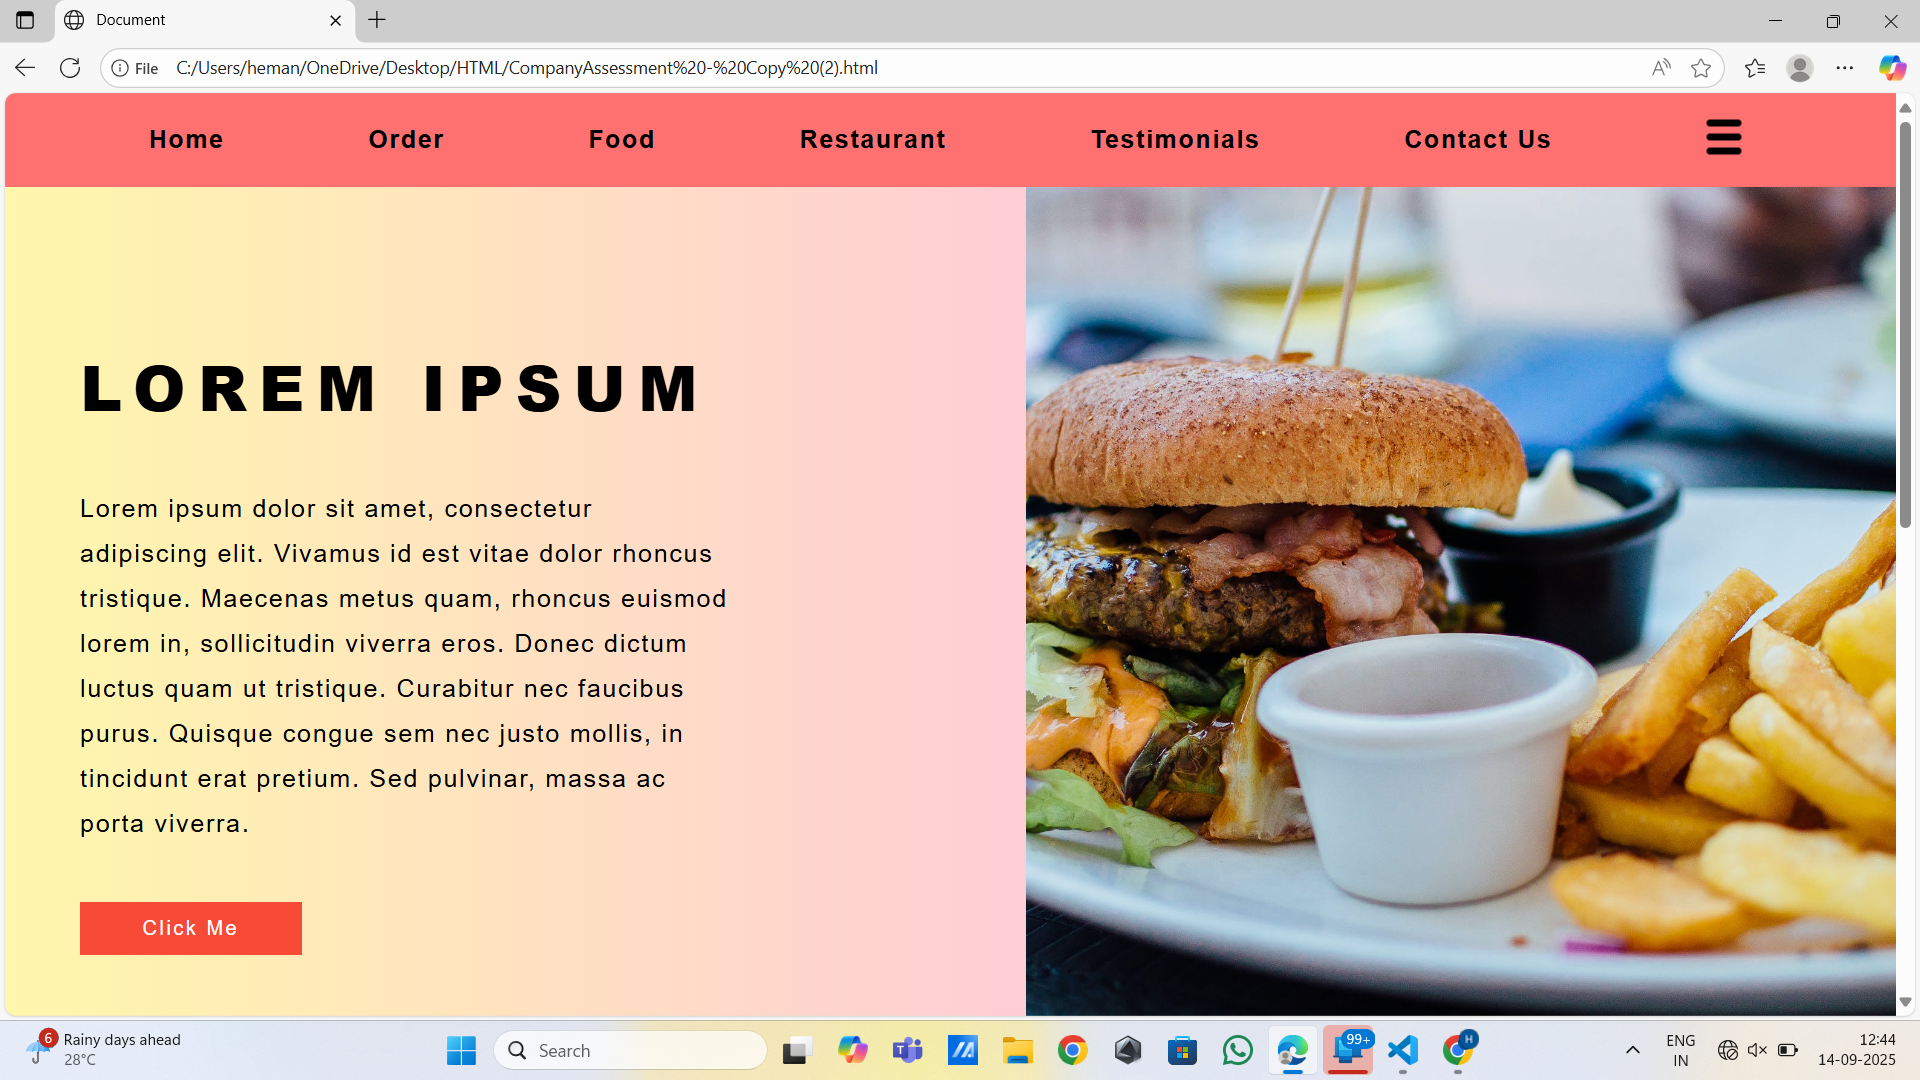 Document
File C:/Users/heman/OneDrive/Desktop/HTML/CompanyAssessment%20-%20Copy%20(2).html
Home Order Food Restaurant Testimonials Contact Us
LOREM IPSUM
Lorem ipsum dolor sit amet, consectetur
adipiscing elit. Vivamus id est vitae dolor rhoncus
tristique. Maecenas metus quam, rhoncus euismod
lorem in, sollicitudin viverra eros. Donec dictum
luctus quam ut tristique. Curabitur nec faucibus
purus. Quisque congue sem nec justo mollis, in
tincidunt erat pretium. Sed pulvinar, massa ac
porta viverra.
Click Me
6 Rainy days ahead
28°C
Search
99+
H
ENG
IN
12:44
14-09-2025